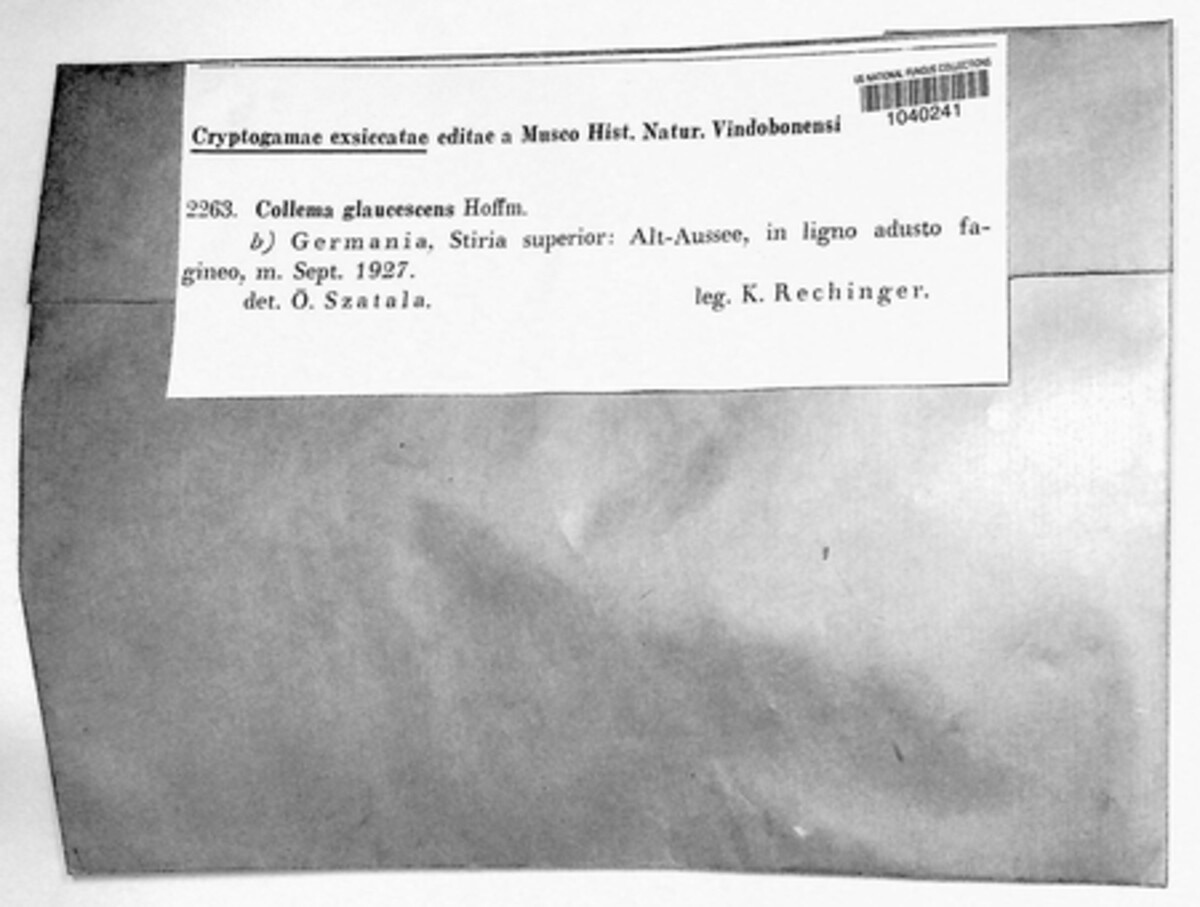 US NATIONAL FUNGUS COLLECTIONS
1040241
Cryptogamae exsiccatae editae a Museo Hist. Natur. Vindobonensi
2263. Collema glaucescens Hoffm.
b) Germania, Stiria superior: Alt-Aussee, in ligno adusto fa-
gineo, m. Sept. 1927.
det. Ö. Szatala. leg. K. Rechinger.